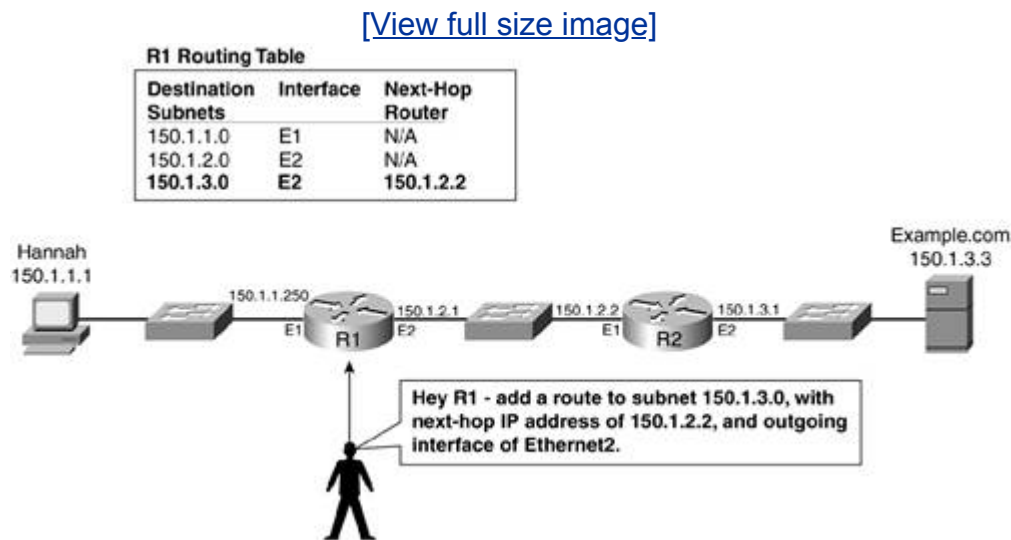 [View full size image]
R1 Routing Table
Destination Subnets Interface Next-Hop Router
150.1.1.0 E1 N/A
150.1.2.0 E2 N/A
150.1.3.0 E2 150.1.2.2
Hannah
150.1.1.1
Example.com
150.1.3.3
150.1.1.250
E1
R1
150.1.2.1
E2
150.1.2.2
E1
R2
150.1.3.1
E2
Hey R1 - add a route to subnet 150.1.3.0, with
next-hop IP address of 150.1.2.2, and outgoing
interface of Ethernet2.